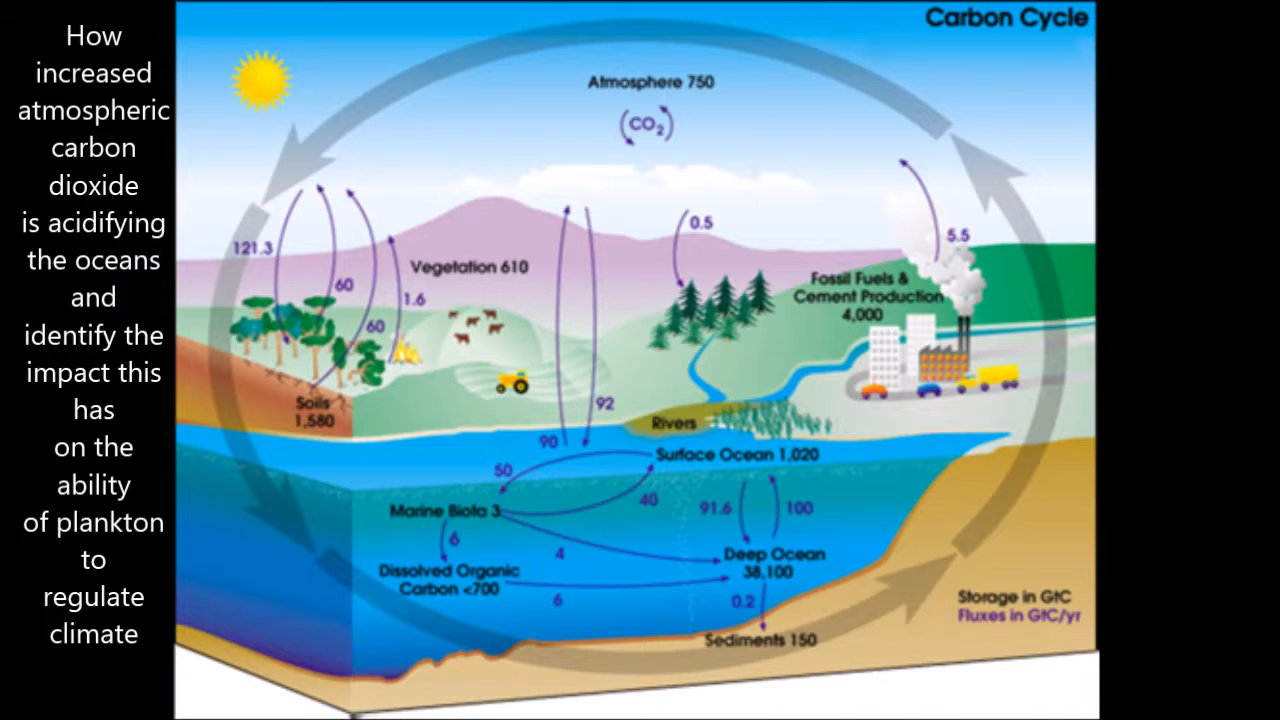 How
increased
atmospheric
carbon
dioxide
is acidifying
the oceans
and
identify the
impact this
has
on the
ability
of plankton
to
regulate
climate
Carbon Cycle
Atmosphere 750
CO₂
121.3
60
60
1.6
Vegetation 610
0.5
5.5
Fossil Fuels &
Cement Production
4,000
Soils
1,580
92
90
Rivers
Surface Ocean 1,020
50
40
Marine Biota 3
91.6
100
6
4
Deep Ocean
38,100
Dissolved Organic
Carbon <700
6
0.2
Sediments 150
Storage in GtC
Fluxes in GtC/yr